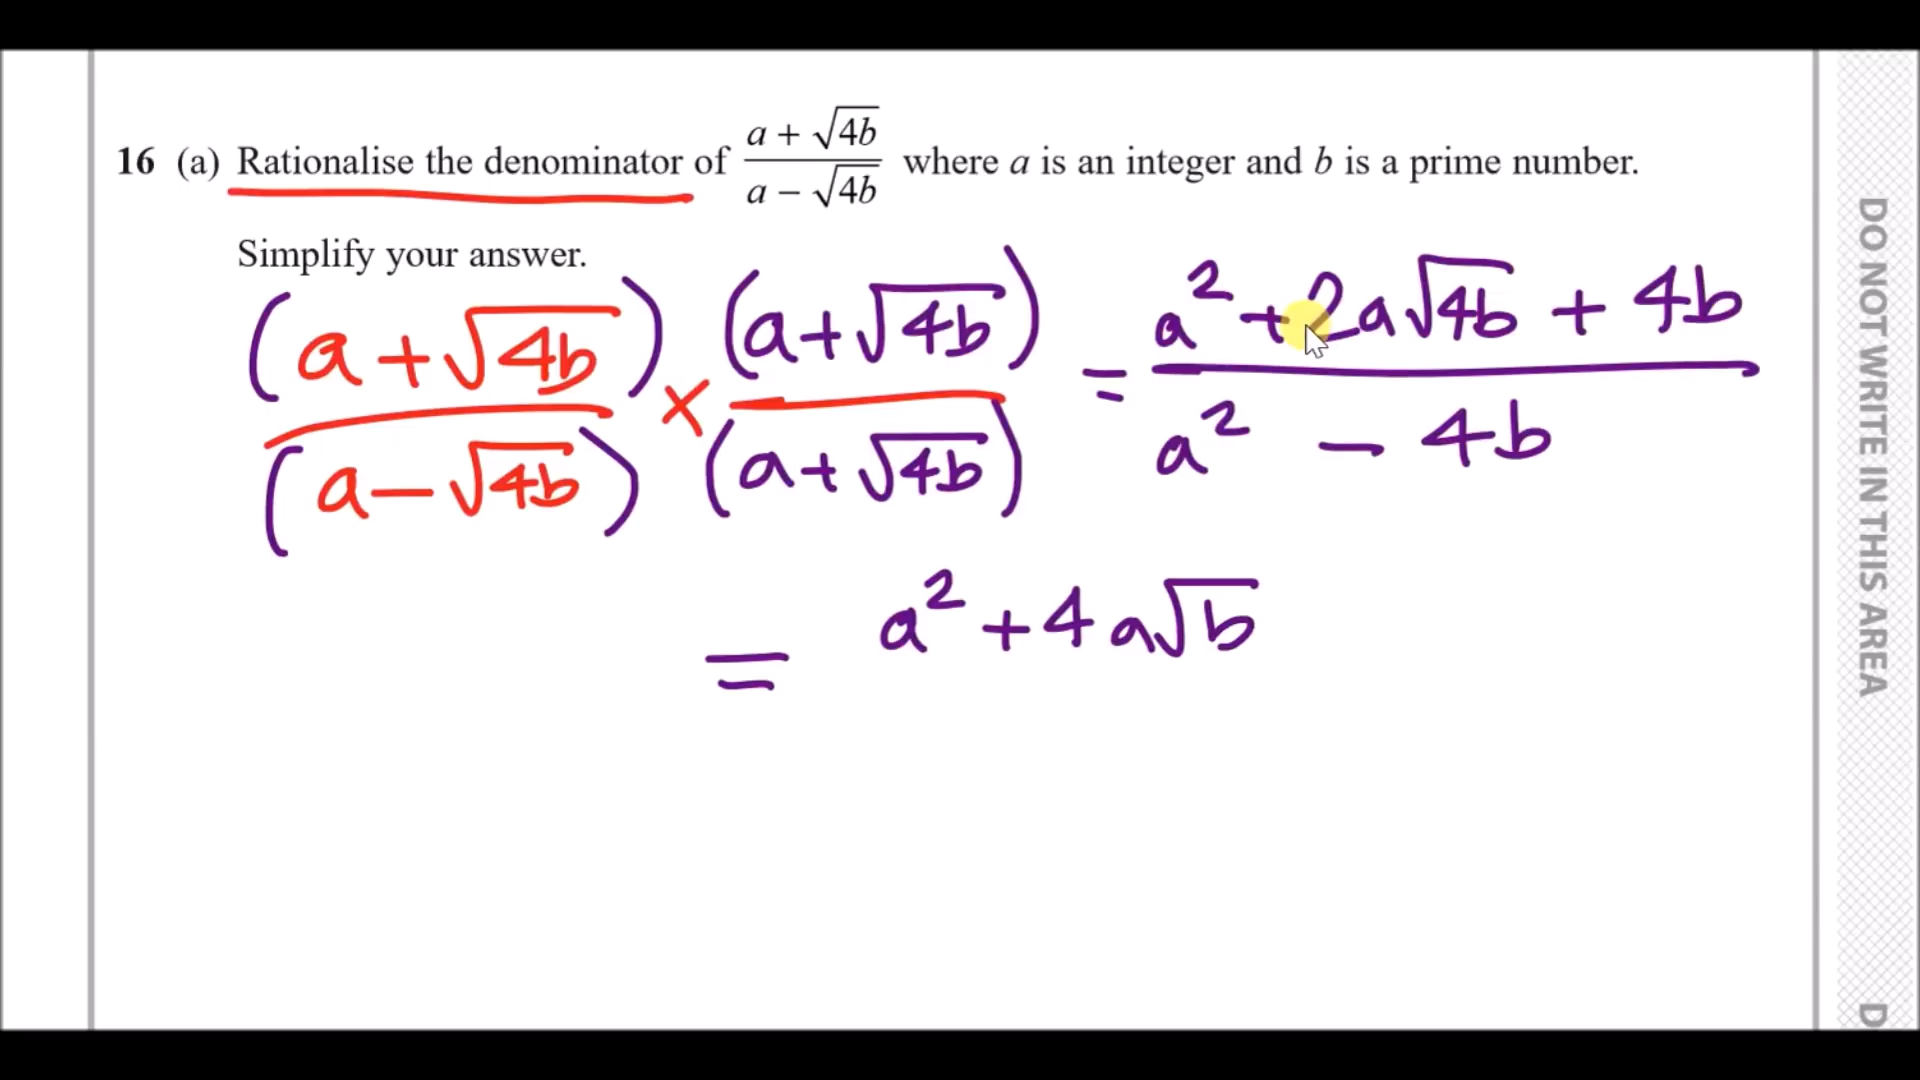 16 (a) Rationalise the denominator of (a + √4b)/(a − √4b) where a is an integer and b is a prime number.
Simplify your answer.
(a + √4b)/(a − √4b) × (a + √4b)/(a + √4b) = (a² + 2a√4b + 4b)/(a² − 4b)
= a² + 4a√b
DO NOT WRITE IN THIS AREA
D